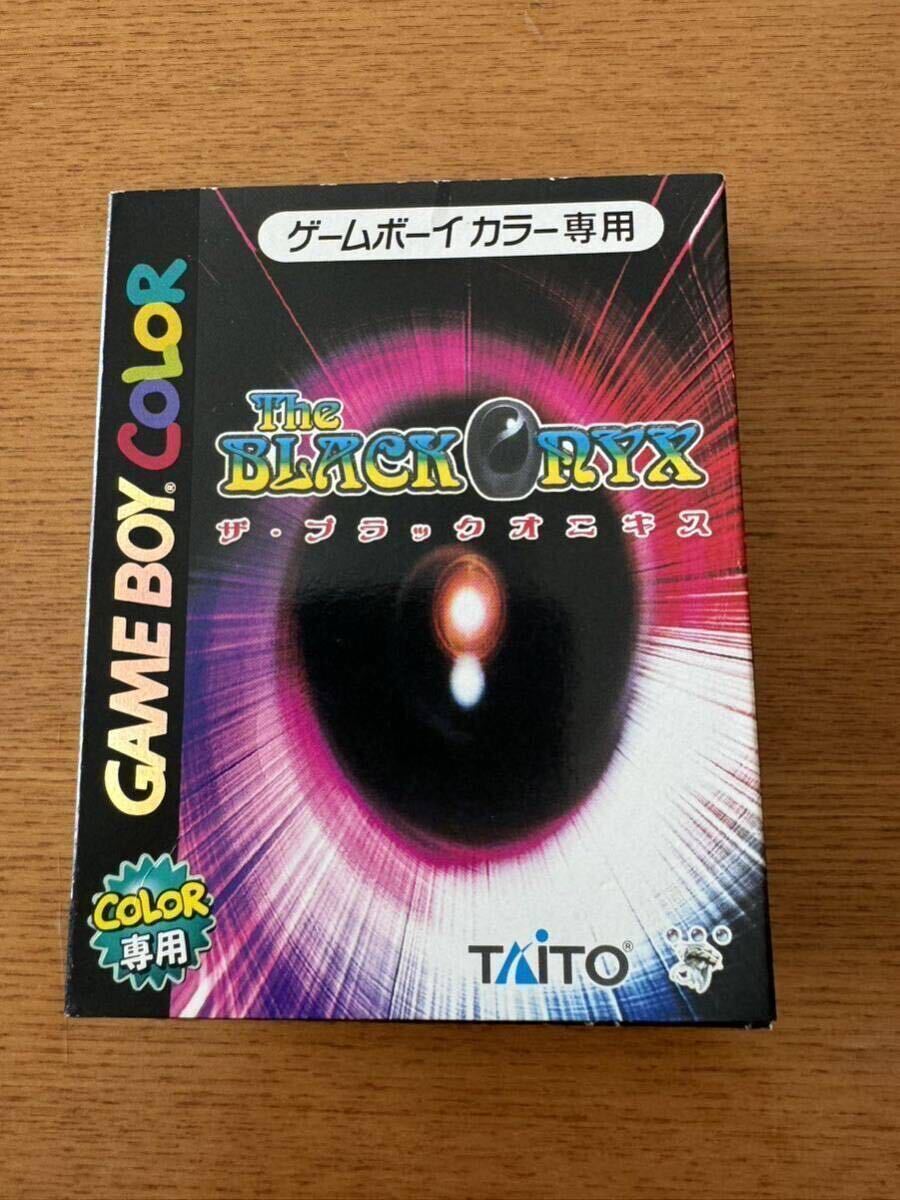 ゲームボーイ カラー専用
GAME BOY® COLOR
The
BLACK ONYX
ザ・ブラックオニキス
COLOR
専用
TAITO®